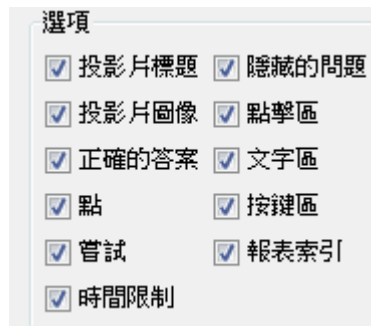 選項
投影片標題 隱藏的問題
投影片圖像 點擊區
正確的答案 文字區
點 按鍵區
嘗試 報表索引
時間限制